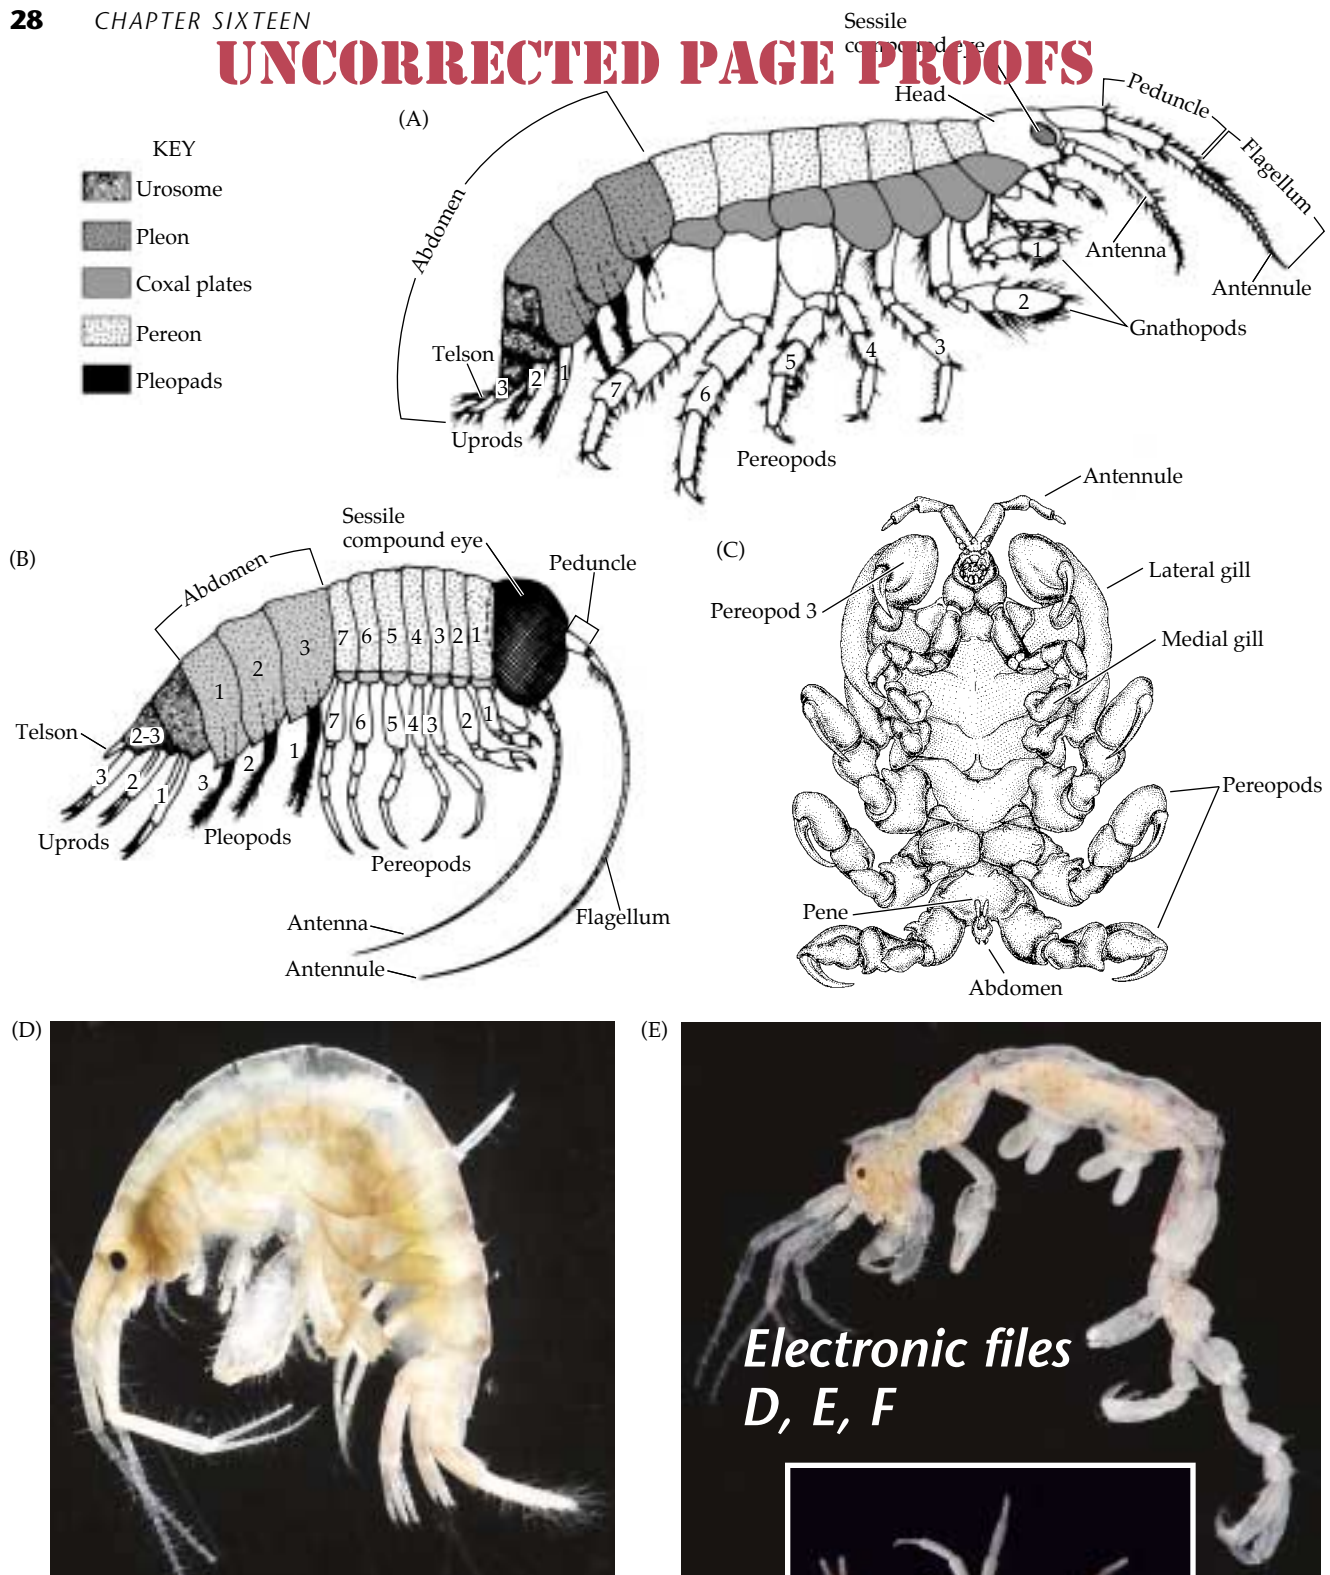 28 CHAPTER SIXTEEN
UNCORRECTED PAGE PROOFS
(A)
Sessile
compound eye
Head
Peduncle
Flagellum
Abdomen
Antenna
Antennule
1
2
Gnathopods
3
4
5
6
7
Pereopods
Telson
3
2
1
Uprods
KEY
Urosome
Pleon
Coxal plates
Pereon
Pleopads
(B)
Abdomen
Sessile
compound eye
Peduncle
3
2
1
7 6 5 4 3 2 1
7 6 5 4 3 2 1
Telson
2-3
3
2
1
3
2
1
Uprods
Pleopods
Pereopods
Antenna
Antennule
Flagellum
(C)
Antennule
Pereopod 3
Lateral gill
Medial gill
Pereopods
Pene
Abdomen
(D)
(E)
Electronic files
D, E, F